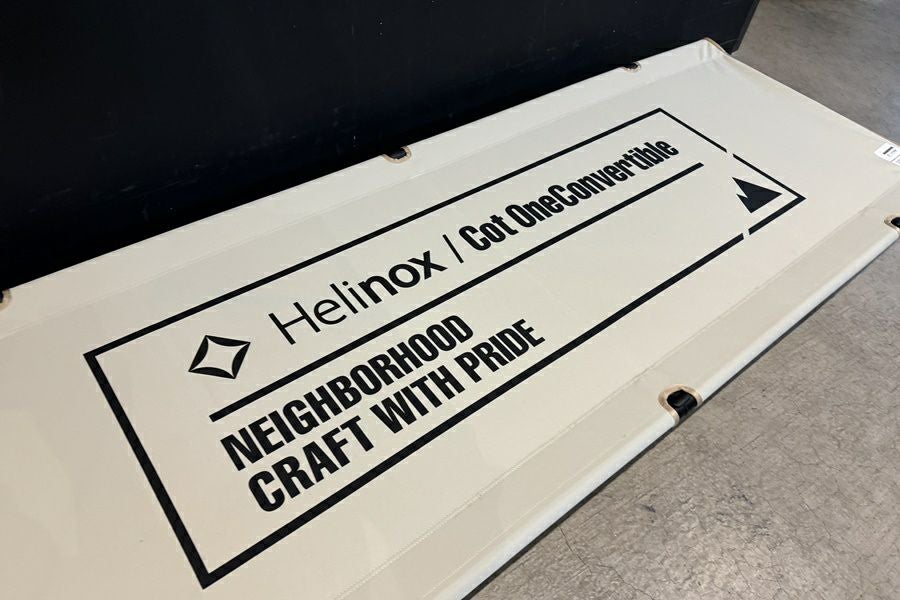 Helinox / Cot OneConvertible
NEIGHBORHOOD
CRAFT WITH PRIDE